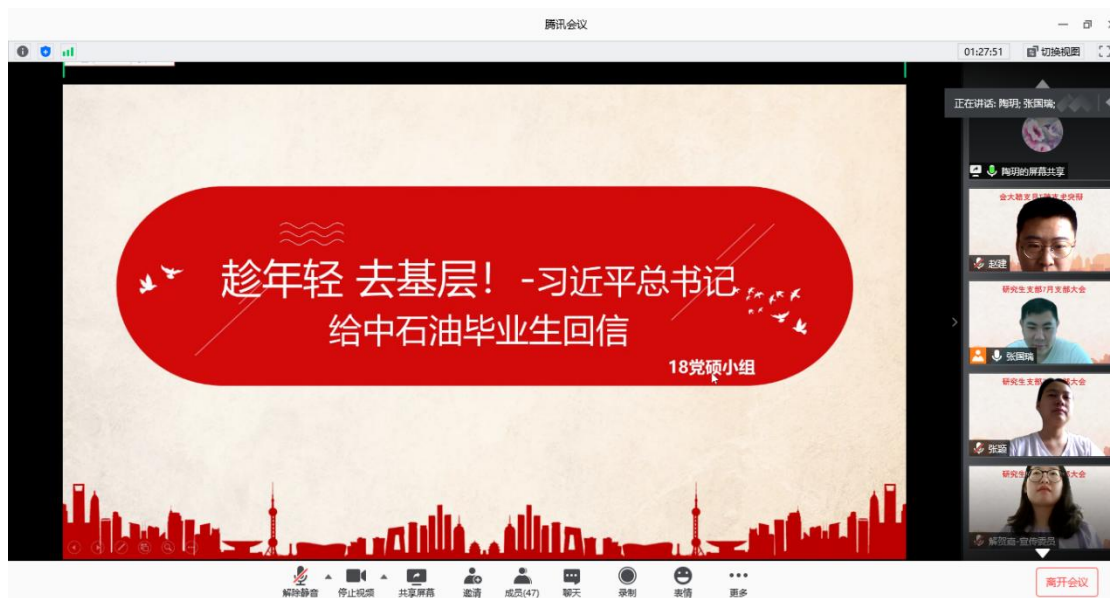 腾讯会议
01:27:51
切换视图
正在讲话: 陶玥; 张国瑞;
陶玥的屏幕共享
趁年轻 去基层！-习近平总书记
给中石油毕业生回信
18党硕小组
赵建
研究生支部7月支部大会
张国瑞
张颖
解除静音
停止视频
共享屏幕
邀请
成员(47)
聊天
录制
表情
更多
离开会议